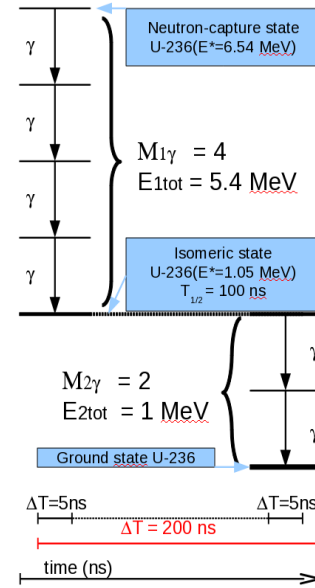 Neutron-capture state
U-236(E*=6.54 MeV)
γ
γ
γ
γ
M1γ = 4
E1tot = 5.4 MeV
Isomeric state
U-236(E*=1.05 MeV)
T1/2 = 100 ns
M2γ = 2
E2tot = 1 MeV
γ
γ
Ground state U-236
ΔT=5ns
ΔT=5ns
ΔT = 200 ns
time (ns)